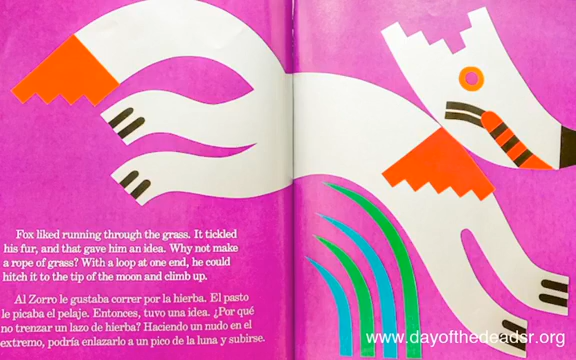 Fox liked running through the grass. It tickled
his fur, and that gave him an idea. Why not make
a rope of grass? With a loop at one end, he could
hitch it to the tip of the moon and climb up.
Al Zorro le gustaba correr por la hierba. El pasto
le picaba el pelaje. Entonces, tuvo una idea. ¿Por qué
no trenzar un lazo de hierba? Haciendo un nudo en el
extremo, podría enlazarlo a un pico de la luna y subirse.
www.dayofthedeadsr.org